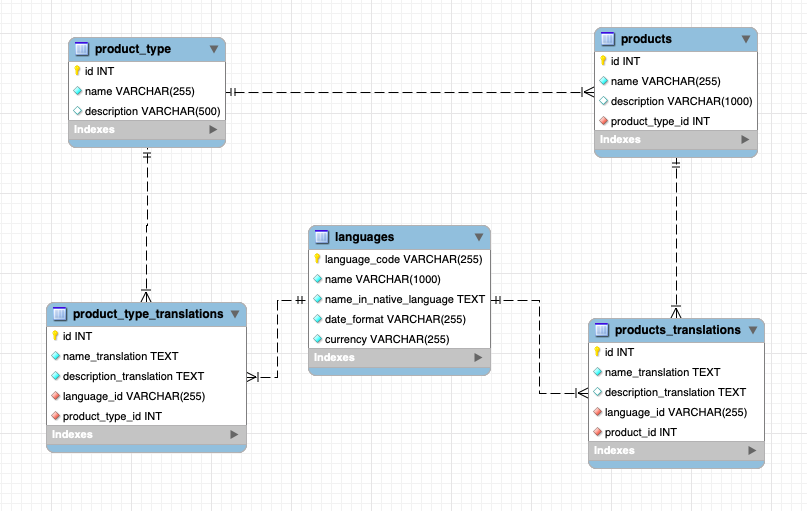 product_type
id INT
name VARCHAR(255)
description VARCHAR(500)
Indexes
products
id INT
name VARCHAR(255)
description VARCHAR(1000)
product_type_id INT
Indexes
languages
language_code VARCHAR(255)
name VARCHAR(1000)
name_in_native_language TEXT
date_format VARCHAR(255)
currency VARCHAR(255)
Indexes
product_type_translations
id INT
name_translation TEXT
description_translation TEXT
language_id VARCHAR(255)
product_type_id INT
Indexes
products_translations
id INT
name_translation TEXT
description_translation TEXT
language_id VARCHAR(255)
product_id INT
Indexes